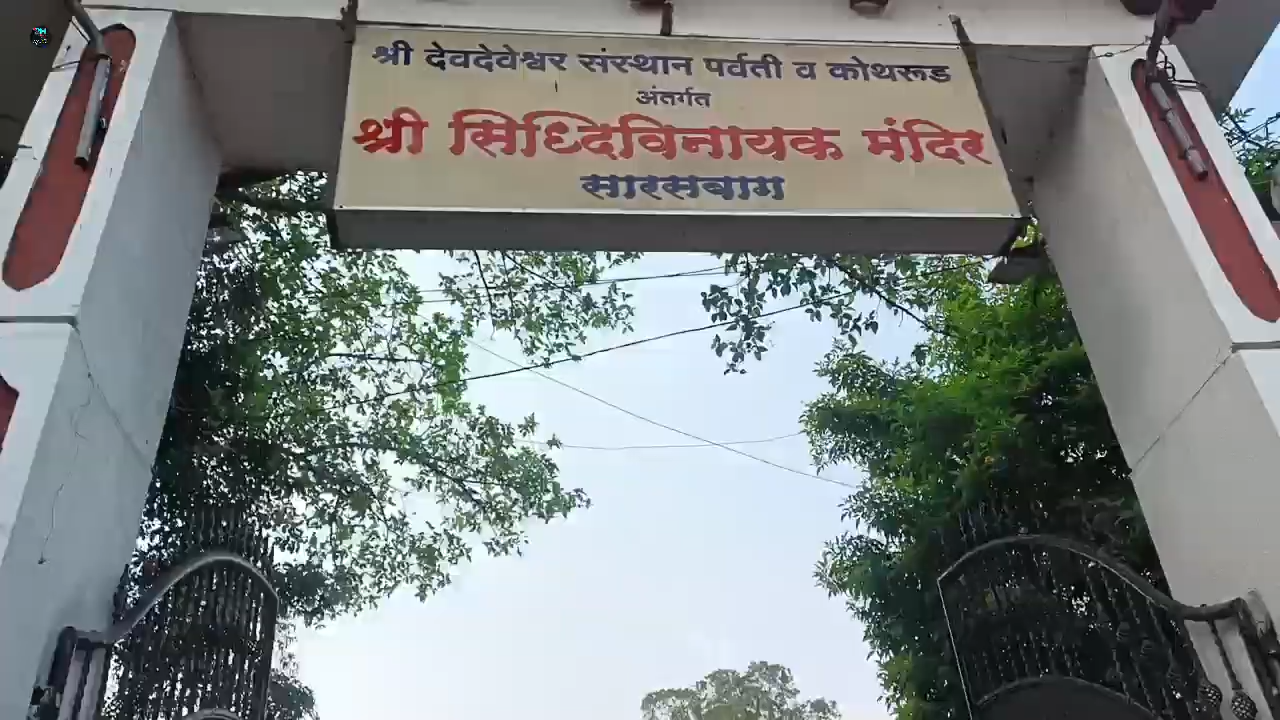 श्री देवदेवेश्वर संस्थान पर्वती व कोथरूड
अंतर्गत
श्री सिध्दिविनायक मंदिर
सारसबाग